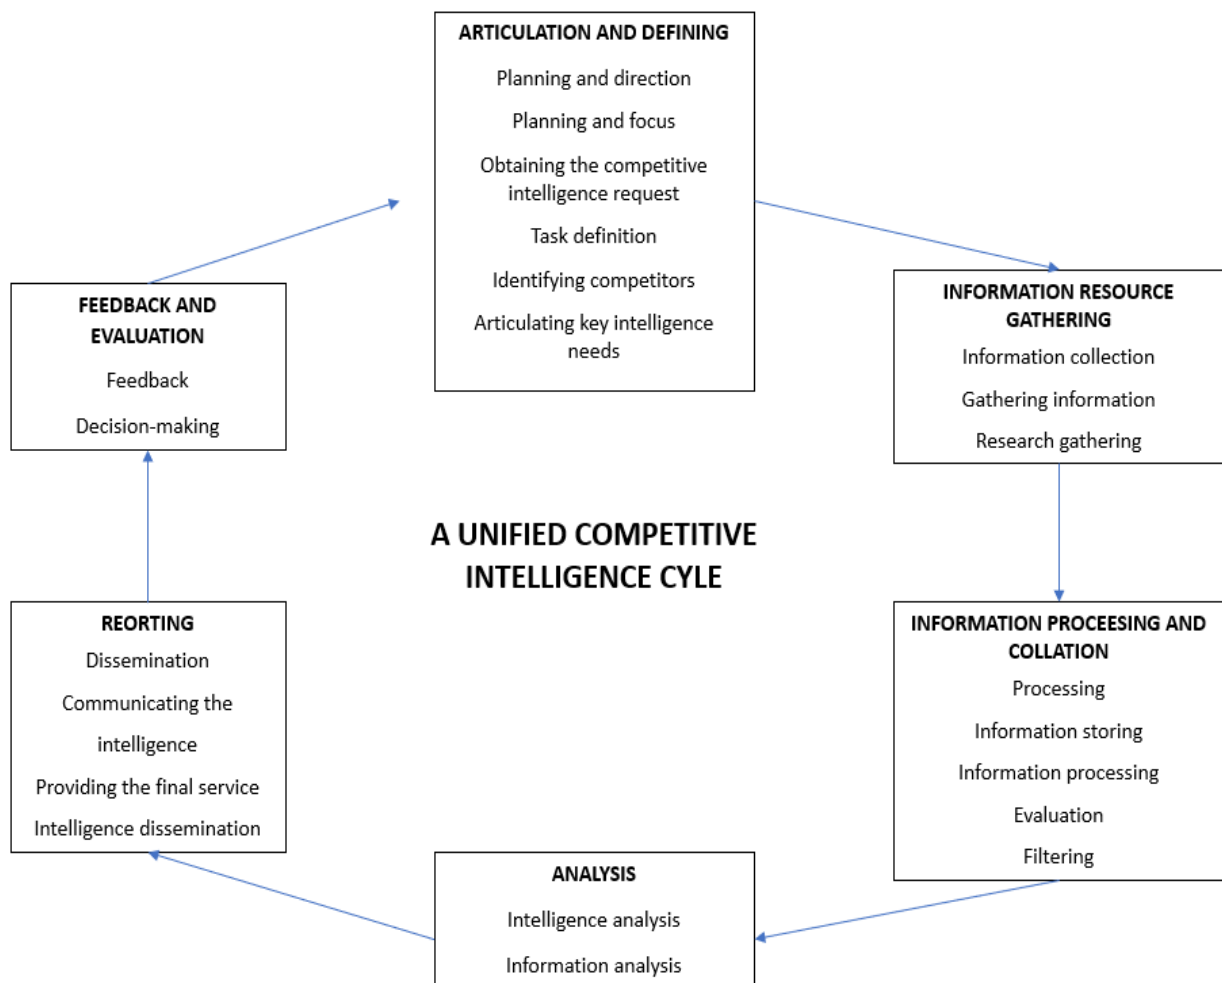 ARTICULATION AND DEFINING
Planning and direction
Planning and focus
Obtaining the competitive
intelligence request
Task definition
Identifying competitors
Articulating key intelligence
needs
INFORMATION RESOURCE
GATHERING
Information collection
Gathering information
Research gathering
INFORMATION PROCEESING AND
COLLATION
Processing
Information storing
Information processing
Evaluation
Filtering
ANALYSIS
Intelligence analysis
Information analysis
REORTING
Dissemination
Communicating the
intelligence
Providing the final service
Intelligence dissemination
FEEDBACK AND
EVALUATION
Feedback
Decision-making
A UNIFIED COMPETITIVE
INTELLIGENCE CYLE